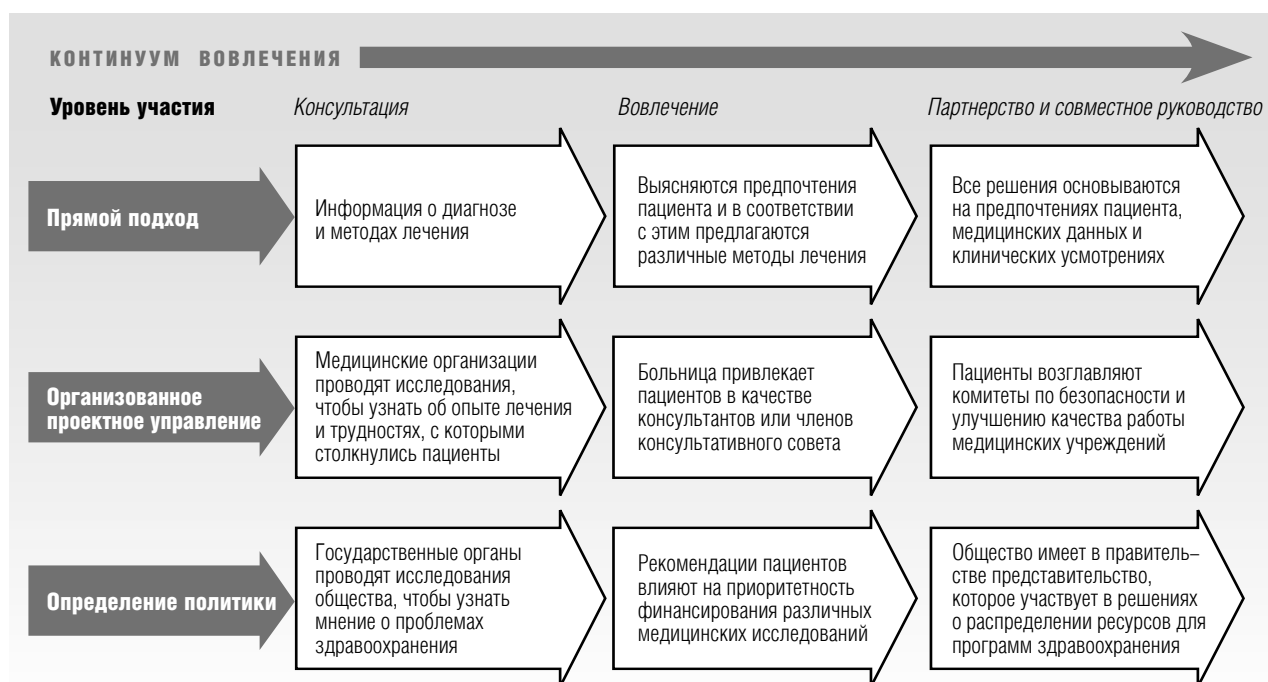 КОНТИНУУМ ВОВЛЕЧЕНИЯ
Уровень участия
Консультация
Вовлечение
Партнерство и совместное руководство
Прямой подход
Информация о диагнозе
и методах лечения
Выясняются предпочтения
пациента и в соответствии
с этим предлагаются
различные методы лечения
Все решения основываются
на предпочтениях пациента,
медицинских данных и
клинических усмотрениях
Организованное
проектное управление
Медицинские организации
проводят исследования,
чтобы узнать об опыте лечения
и трудностях, с которыми
столкнулись пациенты
Больница привлекает
пациентов в качестве
консультантов или членов
консультативного совета
Пациенты возглавляют
комитеты по безопасности и
улучшению качества работы
медицинских учреждений
Определение политики
Государственные органы
проводят исследования
общества, чтобы узнать
мнение о проблемах
здравоохранения
Рекомендации пациентов
влияют на приоритетность
финансирования различных
медицинских исследований
Общество имеет в правитель–
стве представительство,
которое участвует в решениях
о распределении ресурсов для
программ здравоохранения